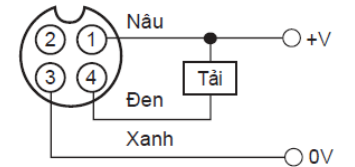 Nâu
2 1
+V
3 4
Tải
Đen
Xanh
0V